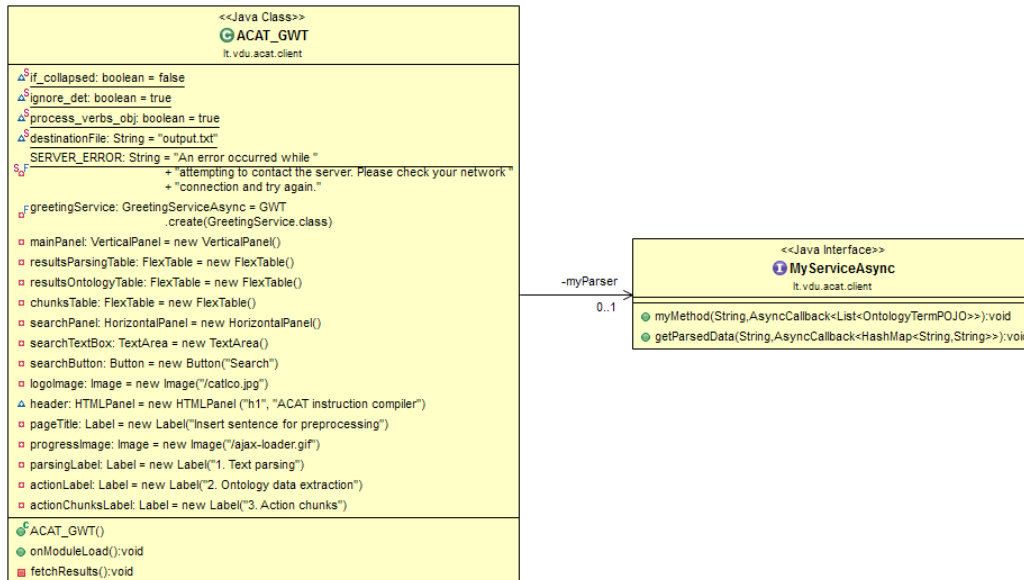 <<Java Class>>
ACAT_GWT
lt.vdu.acat.client
if_collapsed: boolean = false
ignore_det: boolean = true
process_verbs_obj: boolean = true
destinationFile: String = "output.txt"
SERVER_ERROR: String = "An error occurred while "
+ "attempting to contact the server. Please check your network "
+ "connection and try again."
greetingService: GreetingServiceAsync = GWT
.create(GreetingService.class)
mainPanel: VerticalPanel = new VerticalPanel()
resultsParsingTable: FlexTable = new FlexTable()
resultsOntologyTable: FlexTable = new FlexTable()
chunksTable: FlexTable = new FlexTable()
searchPanel: HorizontalPanel = new HorizontalPanel()
searchTextBox: TextArea = new TextArea()
searchButton: Button = new Button("Search")
logoImage: Image = new Image("/catIco.jpg")
header: HTMLPanel = new HTMLPanel ("h1", "ACAT instruction compiler")
pageTitle: Label = new Label("Insert sentence for preprocessing")
progressImage: Image = new Image("/ajax-loader.gif")
parsingLabel: Label = new Label("1. Text parsing")
actionLabel: Label = new Label("2. Ontology data extraction")
actionChunksLabel: Label = new Label("3. Action chunks")
ACAT_GWT()
onModuleLoad():void
fetchResults():void
-myParser
0..1
<<Java Interface>>
MyServiceAsync
lt.vdu.acat.client
myMethod(String,AsyncCallback<List<OntologyTermPOJO>>):void
getParsedData(String,AsyncCallback<HashMap<String,String>>):void